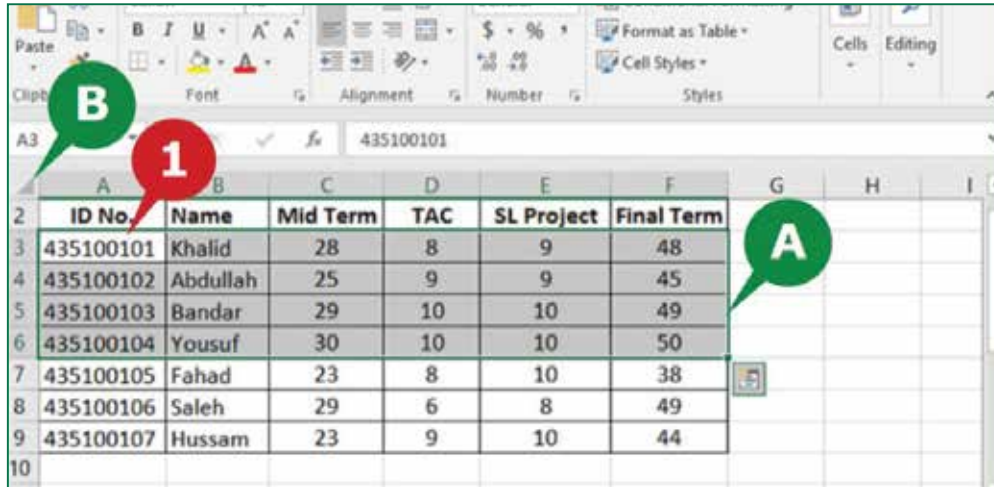 B I U A A $ % , Format as Table
Paste Cells Editing
Cell Styles
Font Alignment Number Styles
B
A3 fx 435100101
1
A B C D E F G H I
2 ID No. Name Mid Term TAC SL Project Final Term
A
3 435100101 Khalid 28 8 9 48
4 435100102 Abdullah 25 9 9 45
5 435100103 Bandar 29 10 10 49
6 435100104 Yousuf 30 10 10 50
7 435100105 Fahad 23 8 10 38
8 435100106 Saleh 29 6 8 49
9 435100107 Hussam 23 9 10 44
10